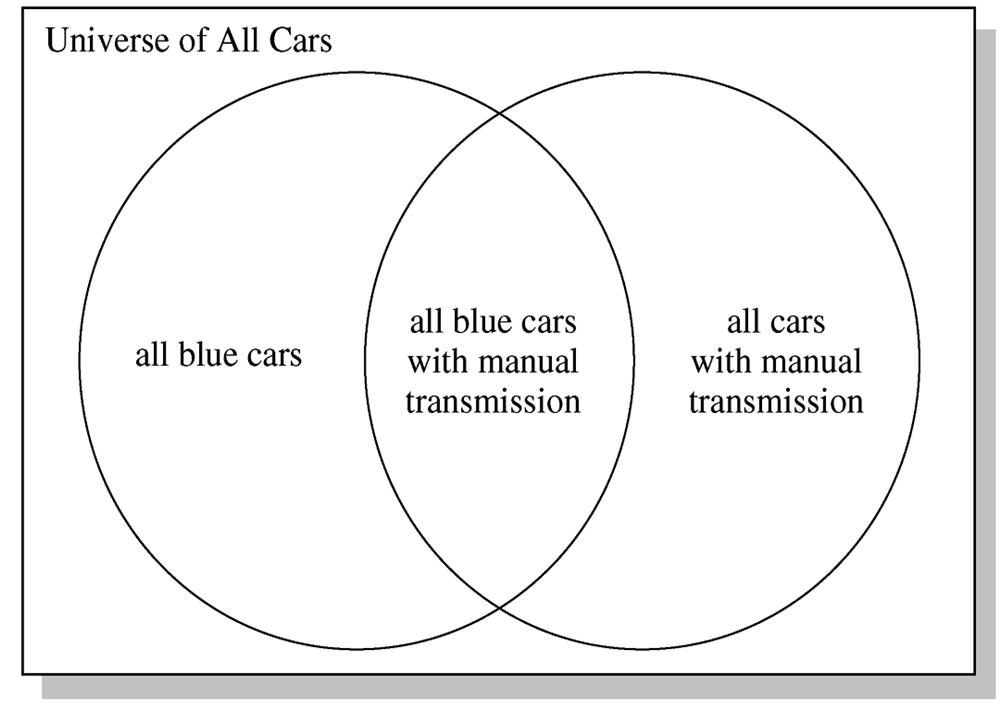 Universe of All Cars
all blue cars
all blue cars
with manual
transmission
all cars
with manual
transmission